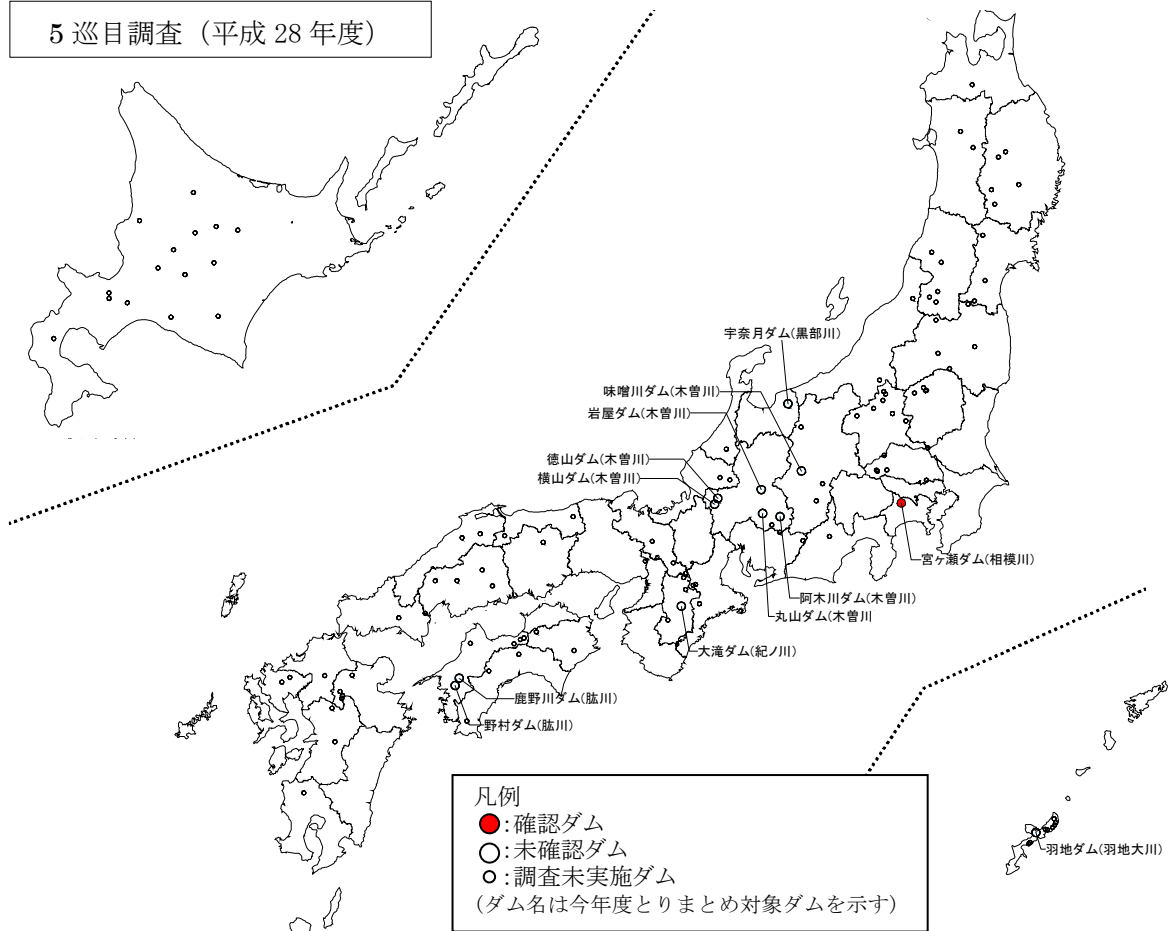 5 巡目調査（平成 28 年度）
宇奈月ダム(黒部川)
味噌川ダム(木曽川)
岩屋ダム(木曽川)
徳山ダム(木曽川)
横山ダム(木曽川)
宮ヶ瀬ダム(相模川)
阿木川ダム(木曽川)
丸山ダム(木曽川
大滝ダム(紀ノ川)
鹿野川ダム(肱川)
野村ダム(肱川)
羽地ダム(羽地大川)
凡例
:確認ダム
:未確認ダム
:調査未実施ダム
(ダム名は今年度とりまとめ対象ダムを示す)